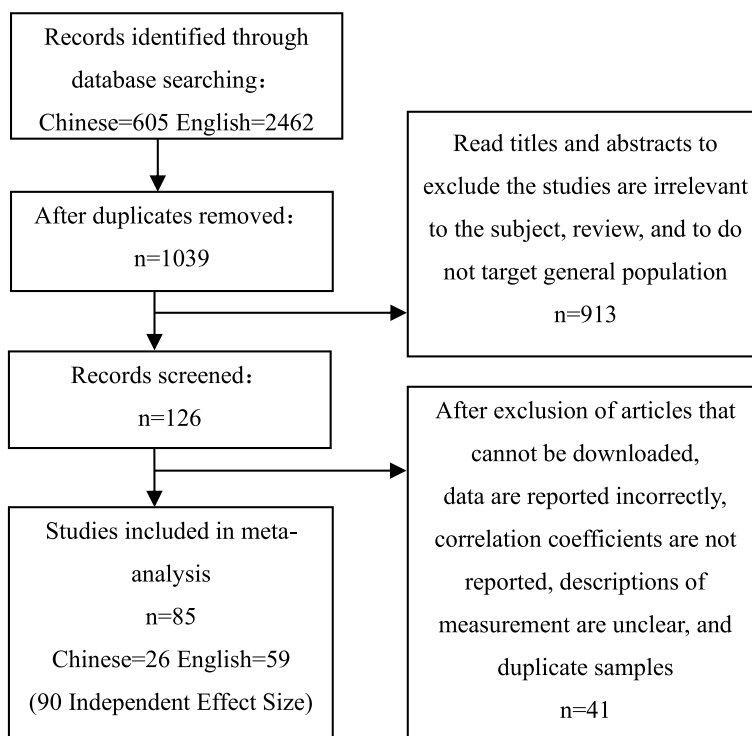 Records identified through
database searching：
Chinese=605 English=2462
After duplicates removed：
n=1039
Read titles and abstracts to
exclude the studies are irrelevant
to the subject, review, and to do
not target general population
n=913
Records screened：
n=126
After exclusion of articles that
cannot be downloaded,
data are reported incorrectly,
correlation coefficients are not
reported, descriptions of
measurement are unclear, and
duplicate samples
n=41
Studies included in meta-
analysis
n=85
Chinese=26 English=59
(90 Independent Effect Size)